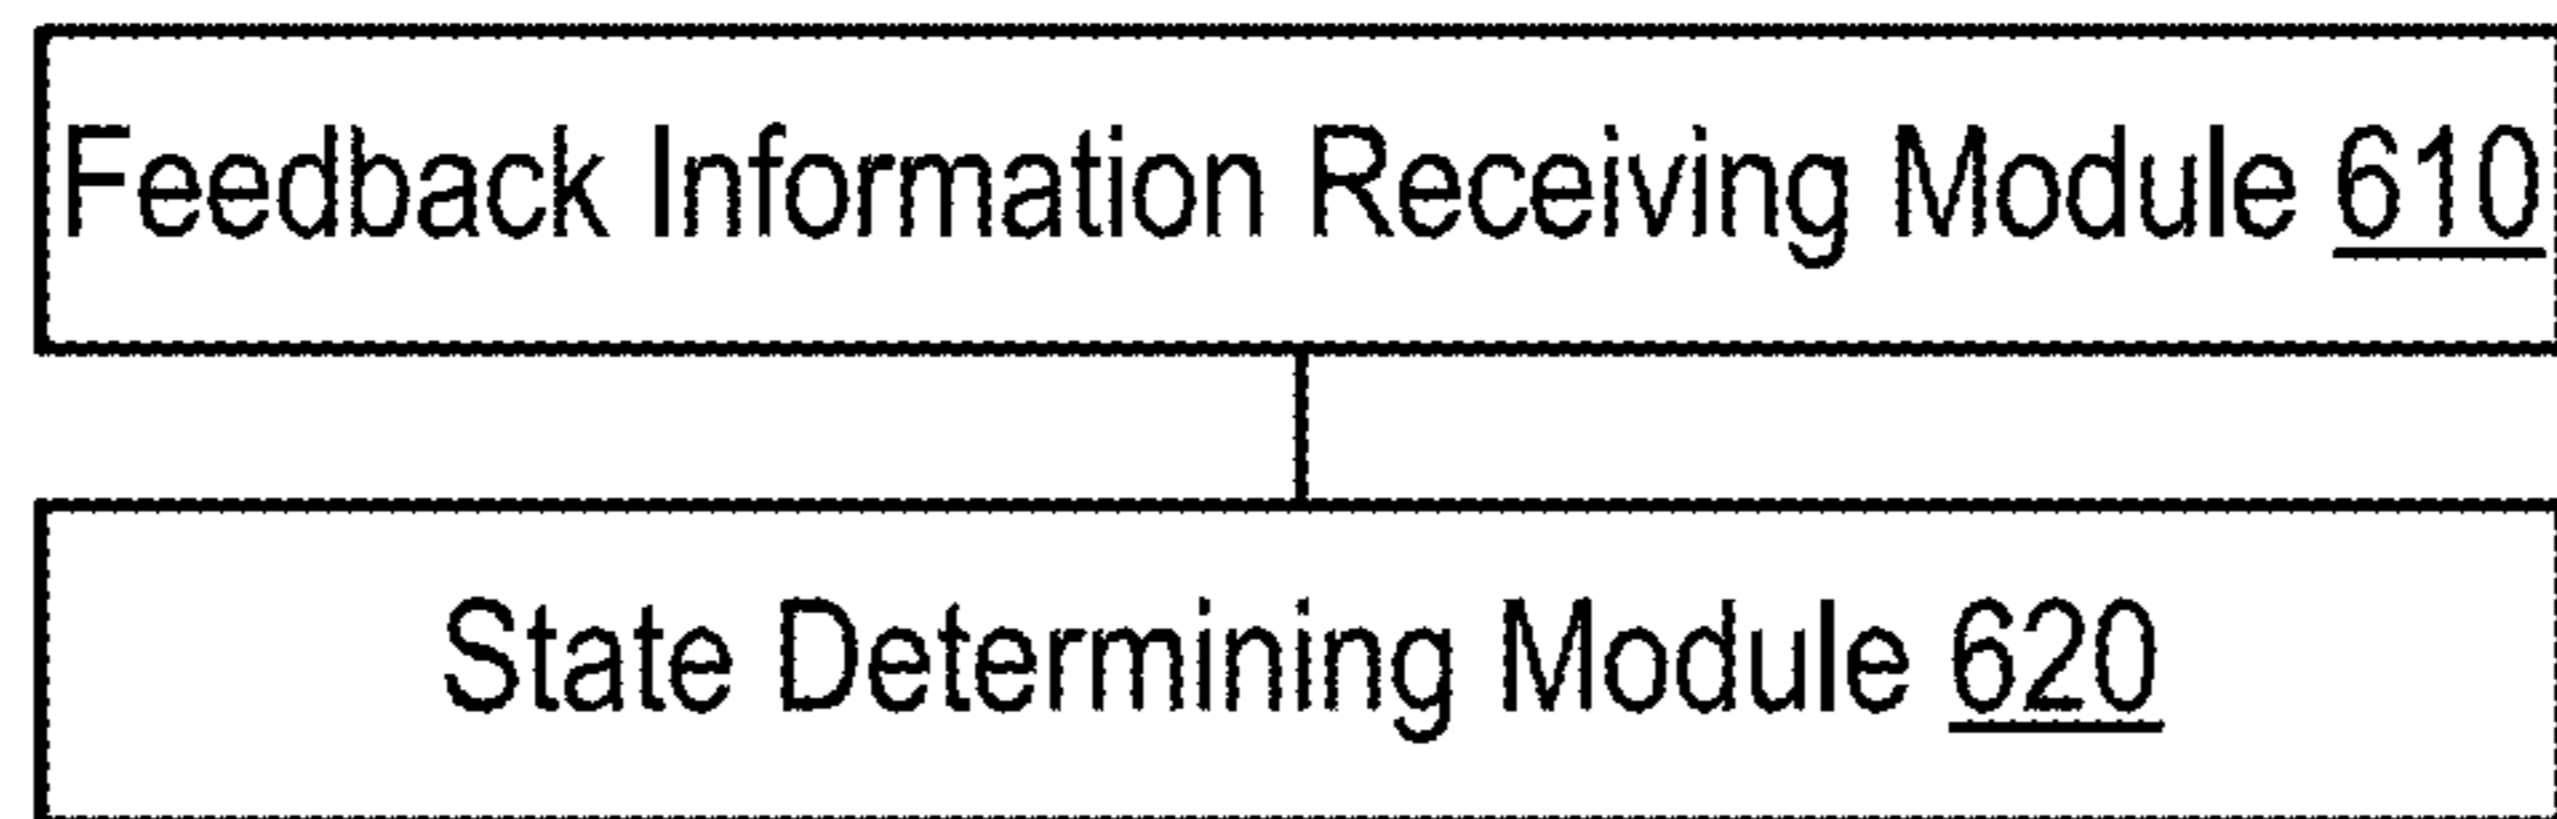 Feedback Information Receiving Module 610
State Determining Module 620